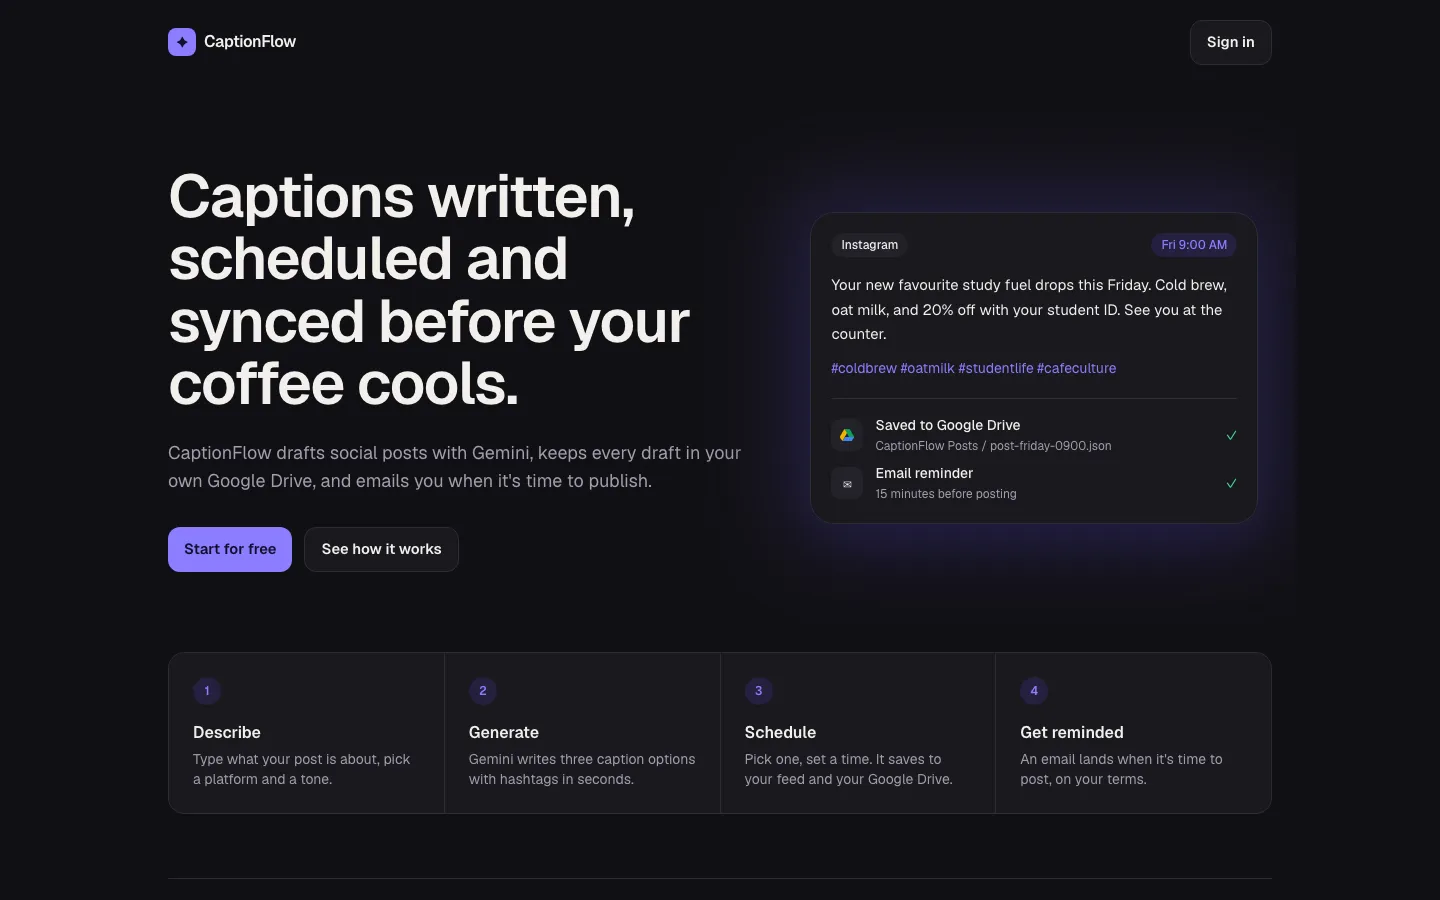 CaptionFlow
Sign in
Captions written,
scheduled and
synced before your
coffee cools.
CaptionFlow drafts social posts with Gemini, keeps every draft in your
own Google Drive, and emails you when it's time to publish.
Start for free
See how it works
Instagram
Fri 9:00 AM
Your new favourite study fuel drops this Friday. Cold brew,
oat milk, and 20% off with your student ID. See you at the
counter.
#coldbrew #oatmilk #studentlife #cafeculture
Saved to Google Drive
CaptionFlow Posts / post-friday-0900.json
Email reminder
15 minutes before posting
1
Describe
Type what your post is about, pick
a platform and a tone.
2
Generate
Gemini writes three caption options
with hashtags in seconds.
3
Schedule
Pick one, set a time. It saves to
your feed and your Google Drive.
4
Get reminded
An email lands when it's time to
post, on your terms.